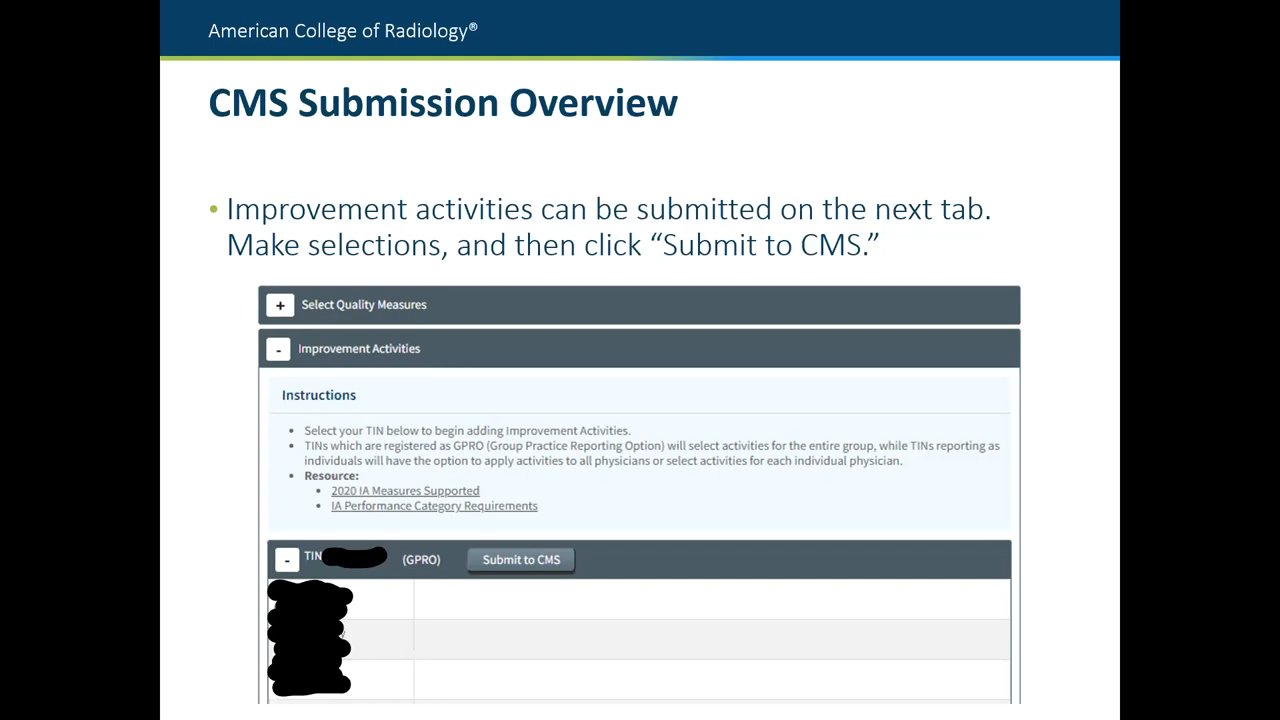 American College of Radiology®
CMS Submission Overview
• Improvement activities can be submitted on the next tab.
Make selections, and then click “Submit to CMS.”
+ Select Quality Measures
- Improvement Activities
Instructions
• Select your TIN below to begin adding Improvement Activities.
• TINs which are registered as GPRO (Group Practice Reporting Option) will select activities for the entire group, while TINs reporting as
individuals will have the option to apply activities to all physicians or select activities for each individual physician.
• Resource:
• 2020 IA Measures Supported
• IA Performance Category Requirements
- TIN (GPRO) Submit to CMS